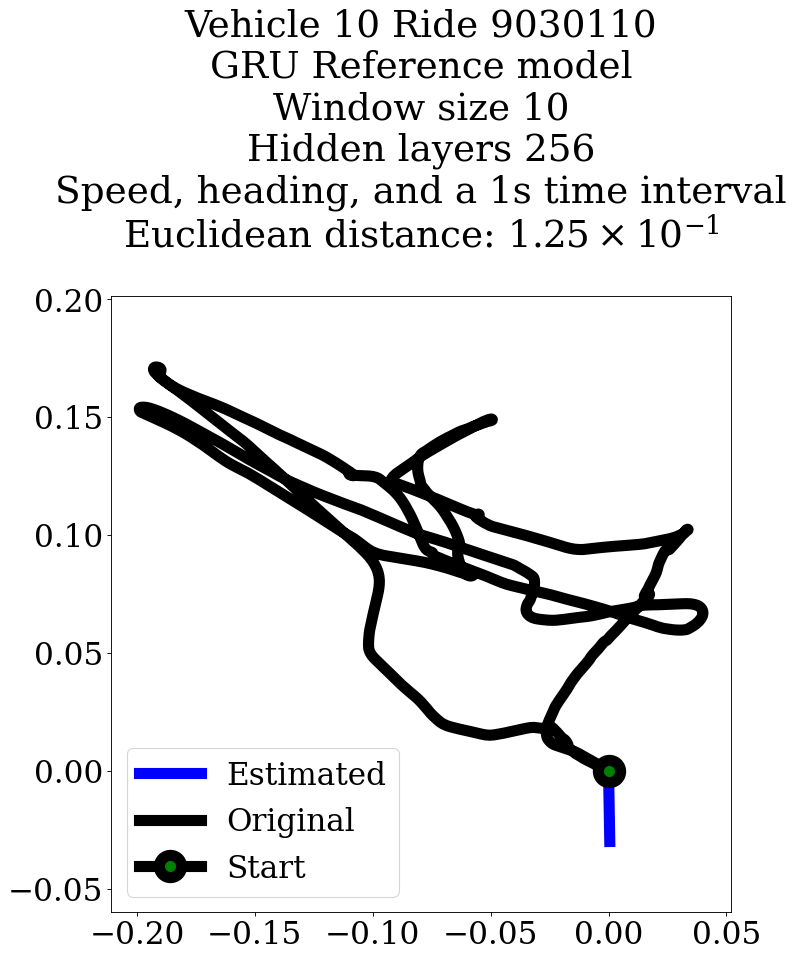 Vehicle 10 Ride 9030110
GRU Reference model
Window size 10
Hidden layers 256
Speed, heading, and a 1s time interval
Euclidean distance: 1.25 × 10⁻¹
0.20
0.15
0.10
0.05
0.00
−0.05
Estimated
Original
Start
−0.20 −0.15 −0.10 −0.05 0.00 0.05